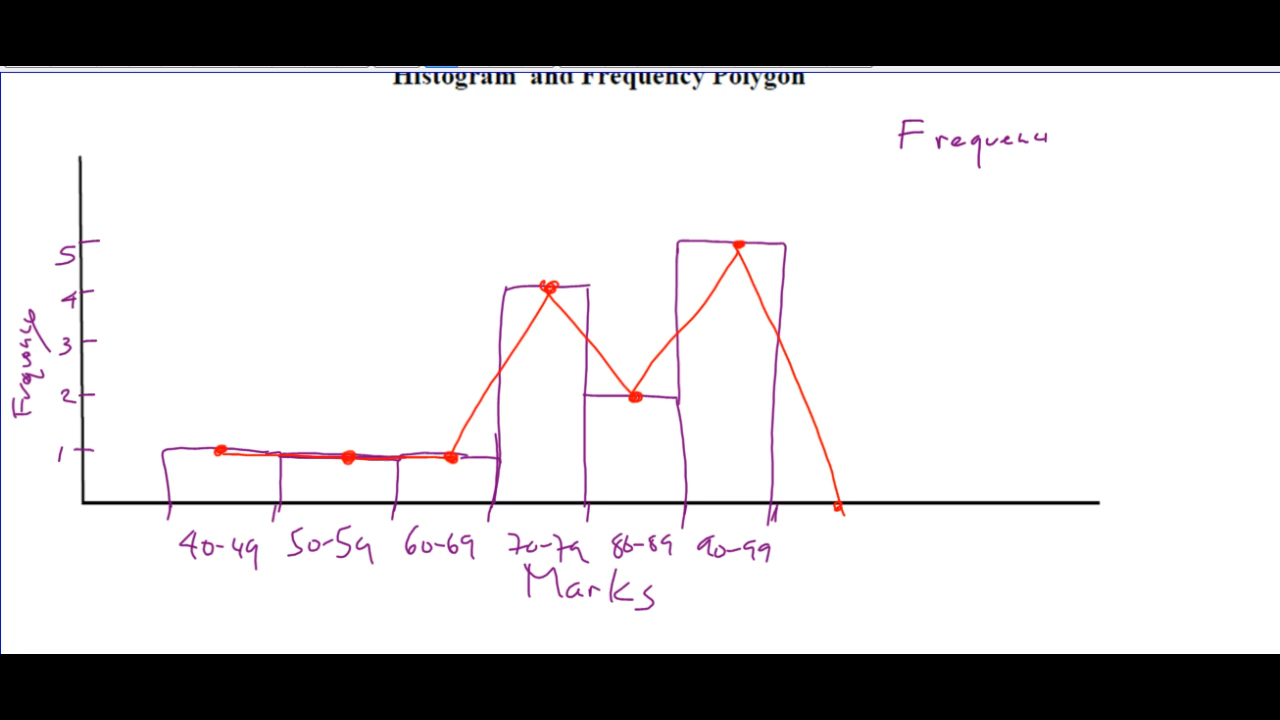 Histogram and Frequency Polygon
Frequency
5
4
3
2
1
Frequency
40-49 50-59 60-69 70-79 80-89 90-99
Marks